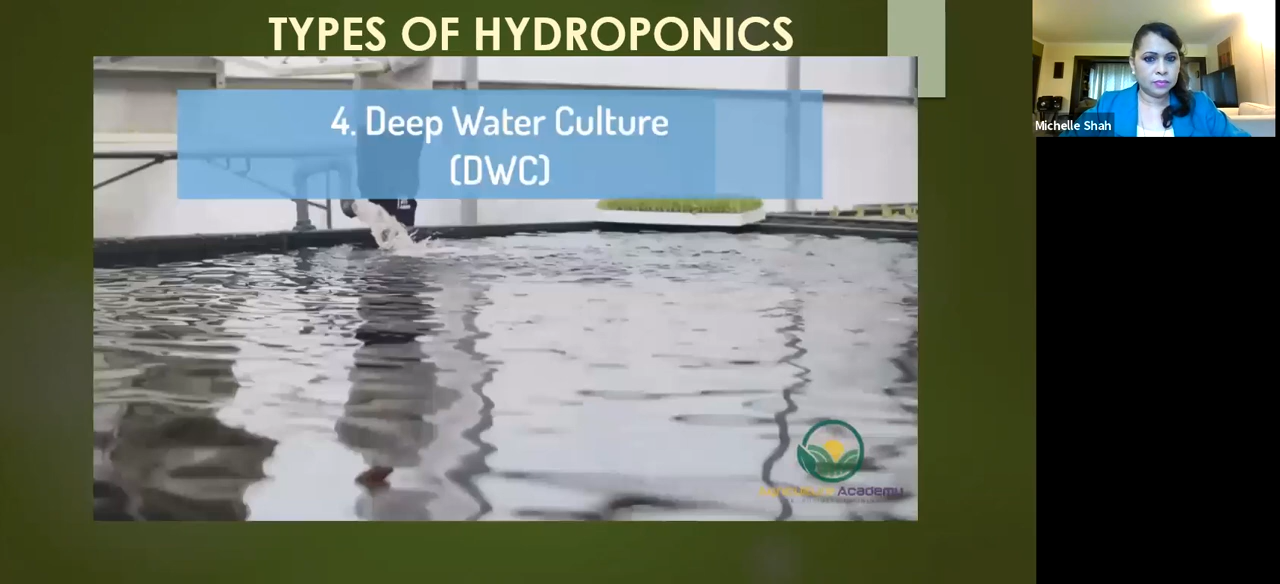 TYPES OF HYDROPONICS
4. Deep Water Culture
(DWC)
Michelle Shah
Academy